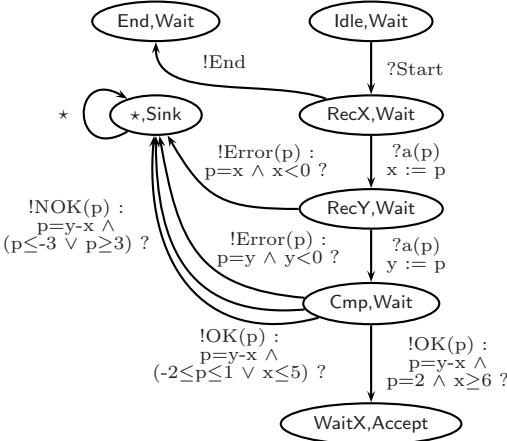 End,Wait
Idle,Wait
!End
?Start
⋆
⋆,Sink
RecX,Wait
!Error(p) :
p=x ∧ x<0 ?
?a(p)
x := p
!NOK(p) :
p=y-x ∧
(p≤-3 ∨ p≥3) ?
RecY,Wait
!Error(p) :
p=y ∧ y<0 ?
?a(p)
y := p
Cmp,Wait
!OK(p) :
p=y-x ∧
(-2≤p≤1 ∨ x≤5) ?
!OK(p) :
p=y-x ∧
p=2 ∧ x≥6 ?
WaitX,Accept